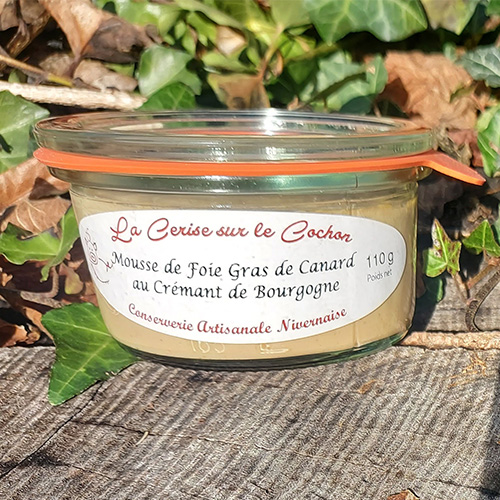 La Cerise sur le Cochon
Mousse de Foie Gras de Canard
au Crémant de Bourgogne
110 g
Poids net
Conserverie Artisanale Nivernaise